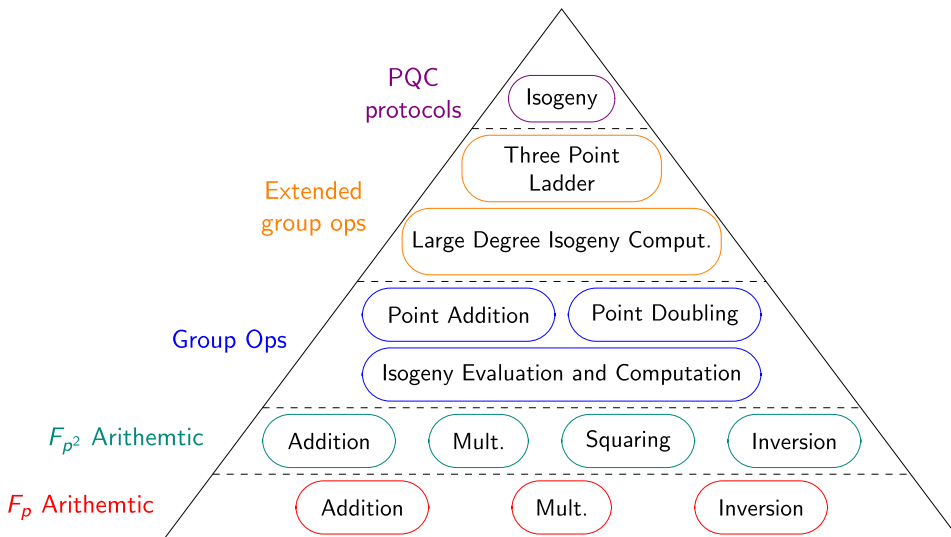 PQC
protocols
Isogeny
Extended
group ops
Three Point
Ladder
Large Degree Isogeny Comput.
Group Ops
Point Addition
Point Doubling
Isogeny Evaluation and Computation
F_{p^2} Arithemtic
Addition
Mult.
Squaring
Inversion
F_p Arithemtic
Addition
Mult.
Inversion